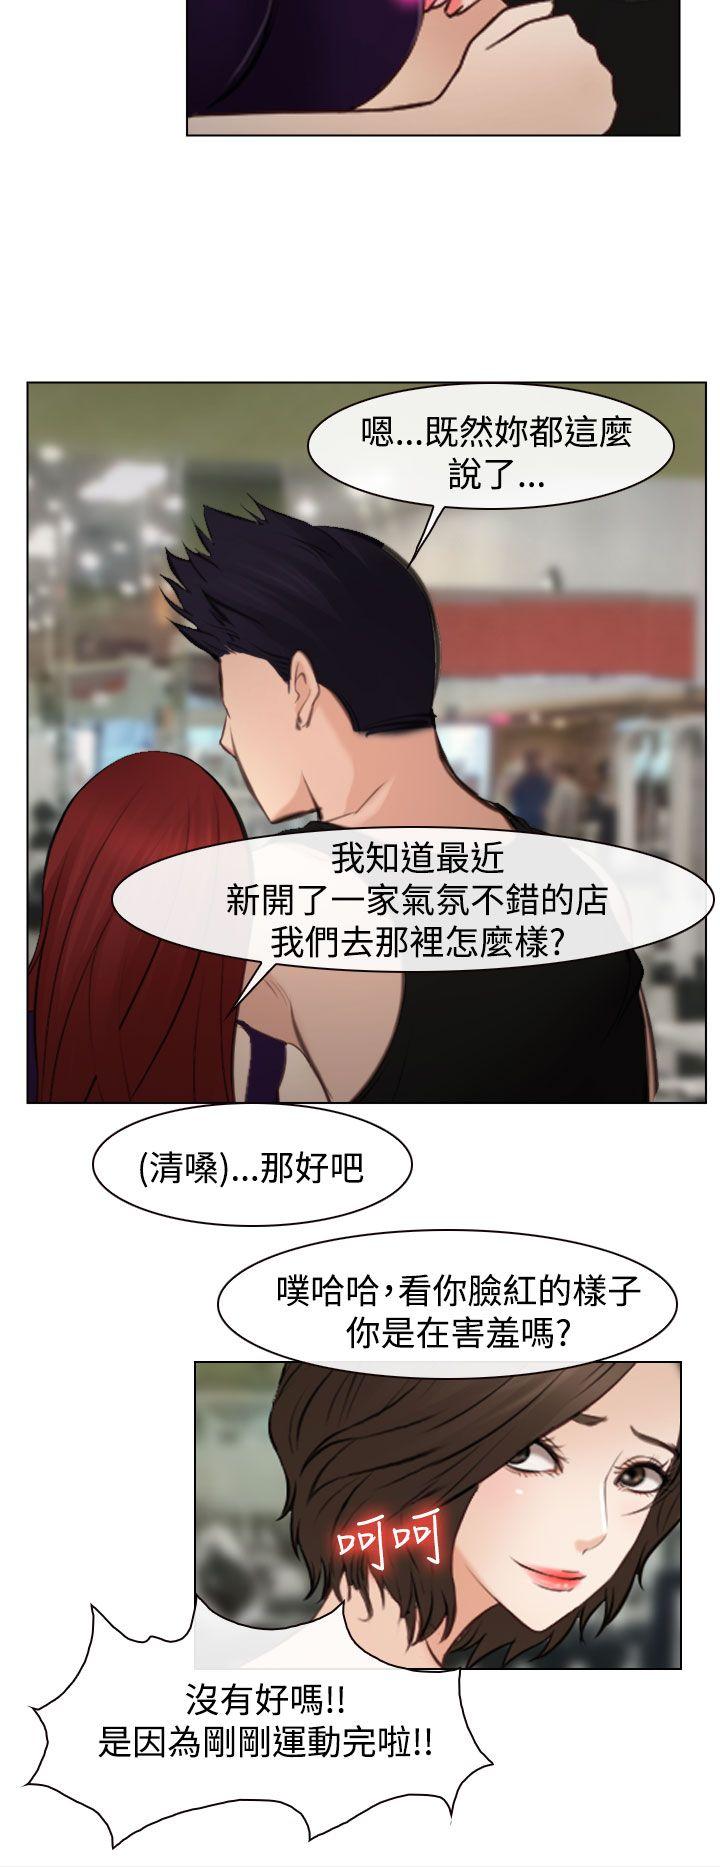 嗯...既然妳都這麼
說了...
我知道最近
新開了一家氣氛不錯的店
我們去那裡怎麼樣?
(清嗓)...那好吧
噗哈哈,看你臉紅的樣子
你是在害羞嗎?
呵呵
沒有好嗎!!
是因為剛剛運動完啦!!